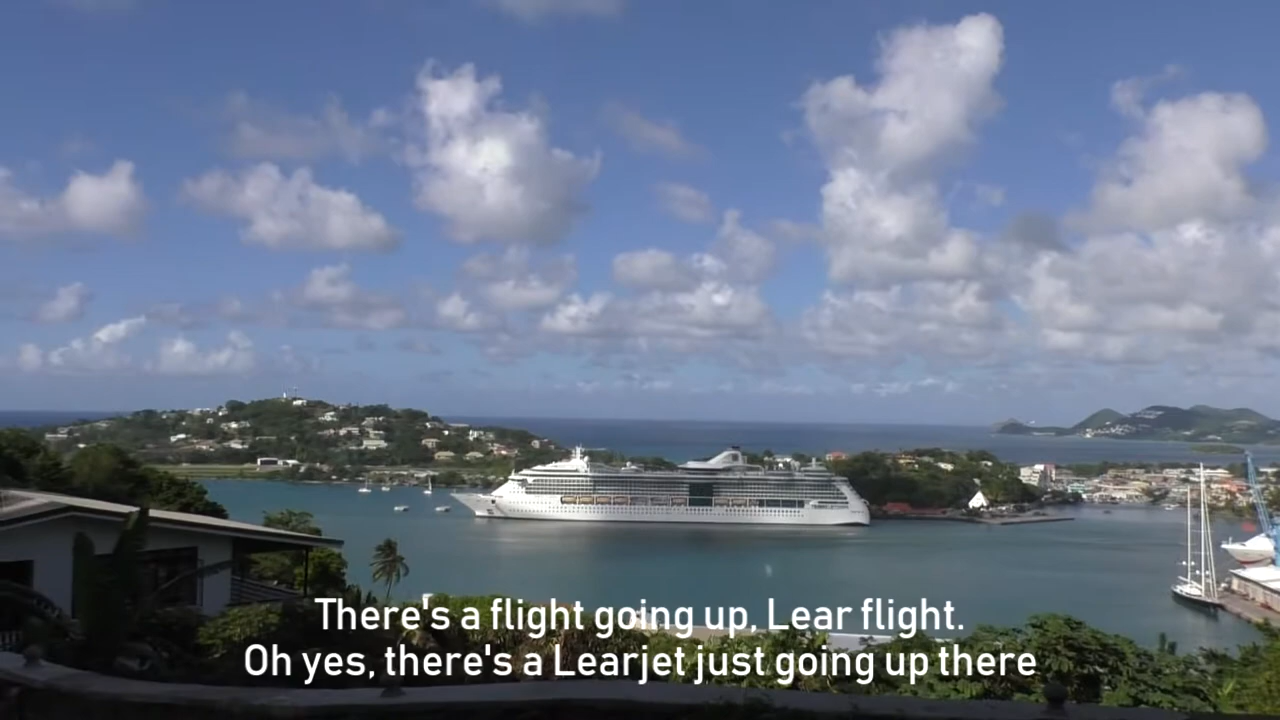 There's a flight going up, Lear flight.
Oh yes, there's a Learjet just going up there